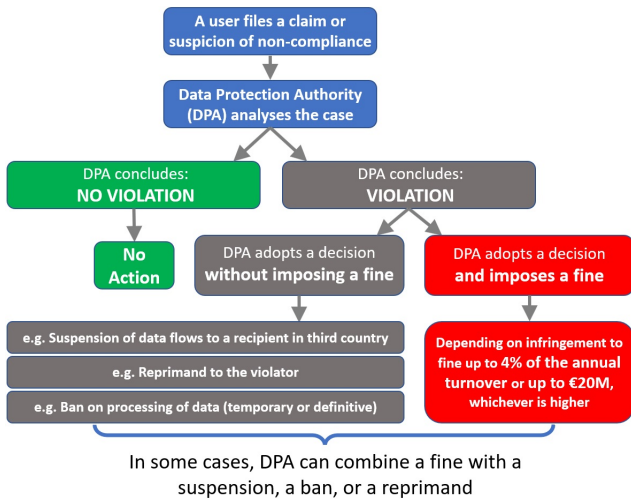 A user files a claim or
suspicion of non-compliance
Data Protection Authority
(DPA) analyses the case
DPA concludes:
NO VIOLATION
DPA concludes:
VIOLATION
No
Action
DPA adopts a decision
without imposing a fine
DPA adopts a decision
and imposes a fine
e.g. Suspension of data flows to a recipient in third country
e.g. Reprimand to the violator
e.g. Ban on processing of data (temporary or definitive)
Depending on infringement to
fine up to 4% of the annual
turnover or up to €20M,
whichever is higher
In some cases, DPA can combine a fine with a
suspension, a ban, or a reprimand